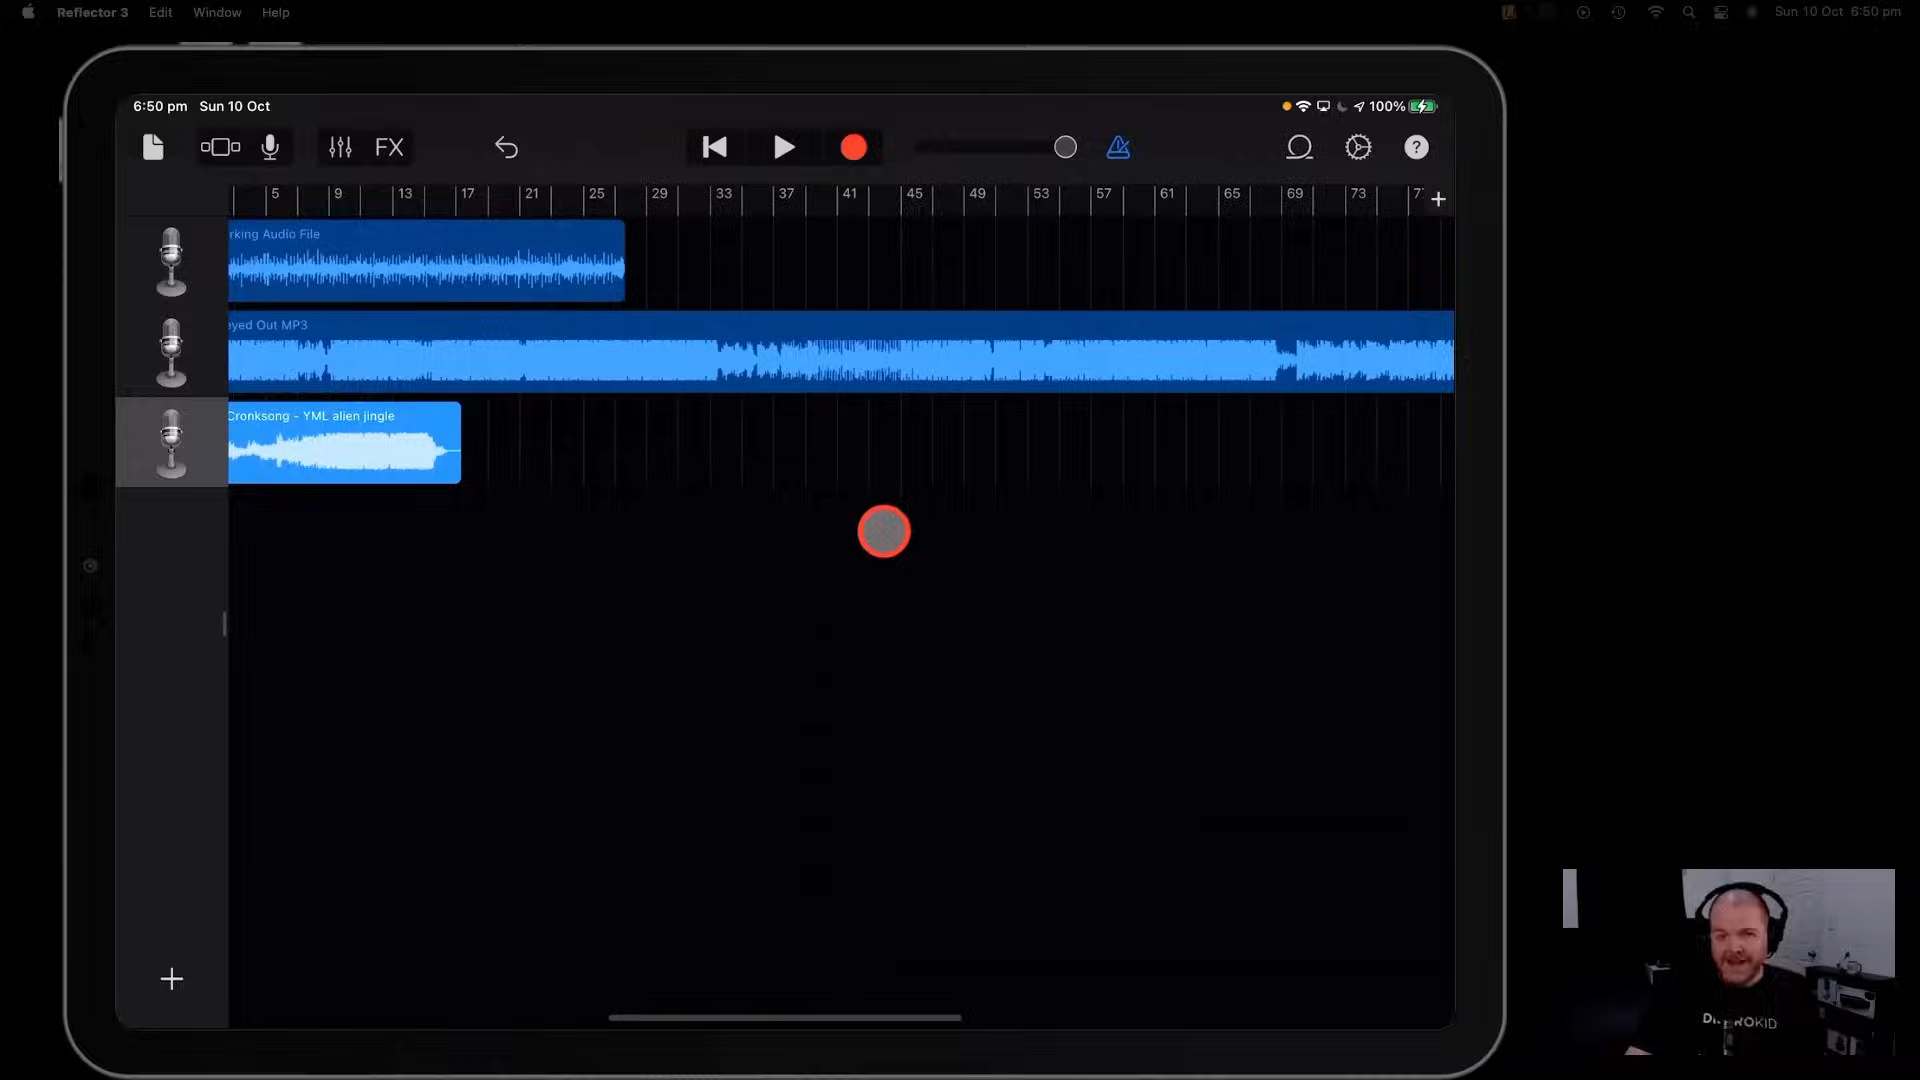 Reflector 3 Edit Window Help Sun 10 Oct 6:50 pm
6:50 pm Sun 10 Oct 100%
FX ?
5 9 13 17 21 25 29 33 37 41 45 49 53 57 61 65 69 73
rking Audio File
eyed Out MP3
Cronksong - YML alien jingle